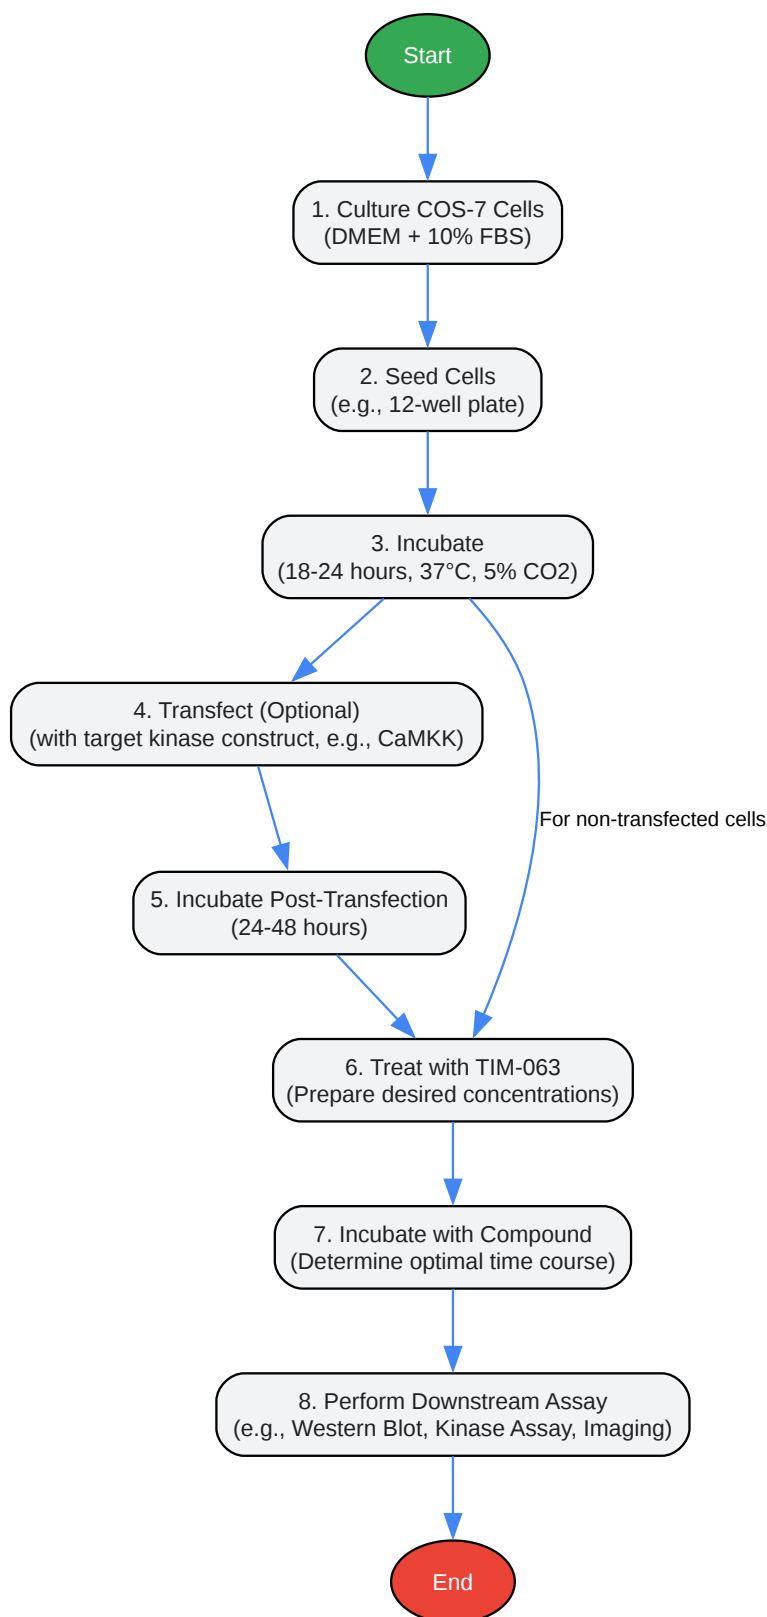 Start
1. Culture COS-7 Cells
(DMEM + 10% FBS)
2. Seed Cells
(e.g., 12-well plate)
3. Incubate
(18-24 hours, 37°C, 5% CO2)
4. Transfect (Optional)
(with target kinase construct, e.g., CaMKK)
For non-transfected cells
5. Incubate Post-Transfection
(24-48 hours)
6. Treat with TIM-063
(Prepare desired concentrations)
7. Incubate with Compound
(Determine optimal time course)
8. Perform Downstream Assay
(e.g., Western Blot, Kinase Assay, Imaging)
End